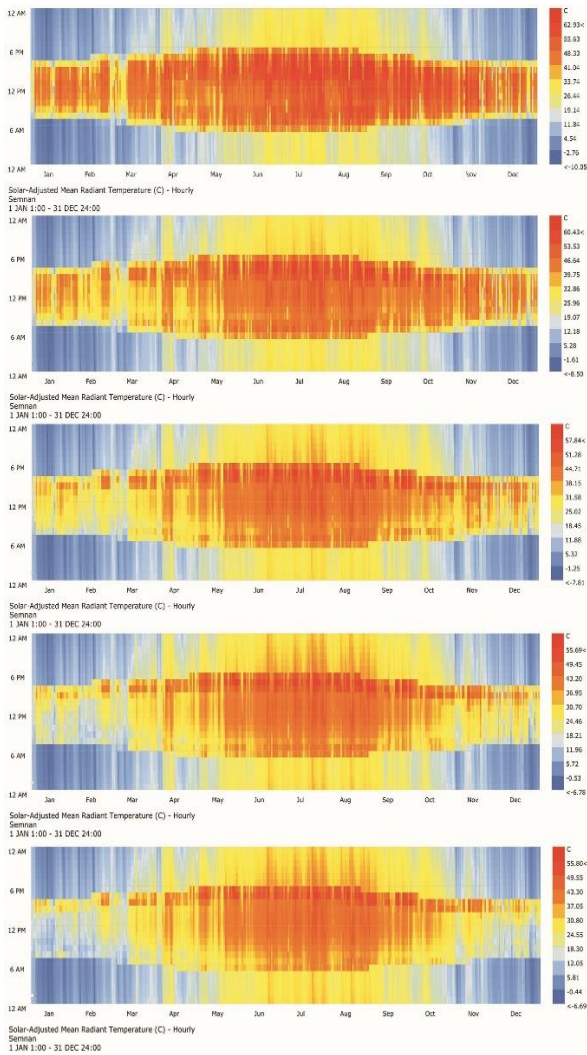 12 AM
6 PM
12 PM
6 AM
12 AM
Jan Feb Mar Apr May Jun Jul Aug Sep Oct Nov Dec
C
62.93<
55.63
48.33
41.04
33.74
26.44
19.14
11.84
4.54
-2.76
<-10.05
Solar-Adjusted Mean Radiant Temperature (C) - Hourly
Semnan
1 JAN 1:00 - 31 DEC 24:00
12 AM
6 PM
12 PM
6 AM
12 AM
Jan Feb Mar Apr May Jun Jul Aug Sep Oct Nov Dec
C
60.43<
53.53
46.64
39.75
32.86
25.96
19.07
12.18
5.28
-1.61
<-8.50
Solar-Adjusted Mean Radiant Temperature (C) - Hourly
Semnan
1 JAN 1:00 - 31 DEC 24:00
12 AM
6 PM
12 PM
6 AM
12 AM
Jan Feb Mar Apr May Jun Jul Aug Sep Oct Nov Dec
C
57.84<
51.28
44.71
38.15
31.58
25.02
18.45
11.88
5.32
-1.25
<-7.81
Solar-Adjusted Mean Radiant Temperature (C) - Hourly
Semnan
1 JAN 1:00 - 31 DEC 24:00
12 AM
6 PM
12 PM
6 AM
12 AM
Jan Feb Mar Apr May Jun Jul Aug Sep Oct Nov Dec
C
55.69<
49.45
43.20
36.95
30.70
24.46
18.21
11.96
5.72
-0.53
<-6.78
Solar-Adjusted Mean Radiant Temperature (C) - Hourly
Semnan
1 JAN 1:00 - 31 DEC 24:00
12 AM
6 PM
12 PM
6 AM
12 AM
Jan Feb Mar Apr May Jun Jul Aug Sep Oct Nov Dec
C
55.80<
49.55
43.30
37.05
30.80
24.55
18.30
12.05
5.81
-0.44
<-6.69
Solar-Adjusted Mean Radiant Temperature (C) - Hourly
Semnan
1 JAN 1:00 - 31 DEC 24:00